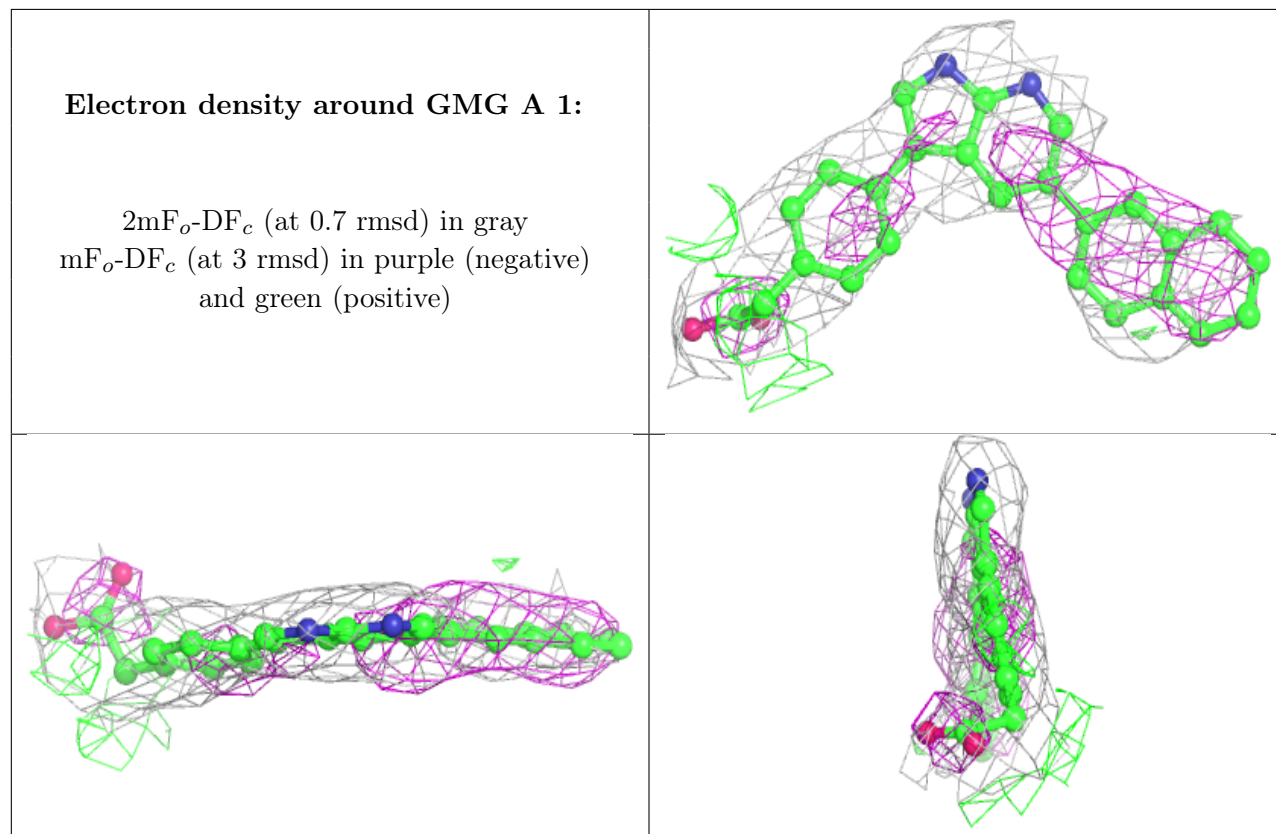 Electron density around GMG A 1:
2mFₒ-DF𝒸 (at 0.7 rmsd) in gray
mFₒ-DF𝒸 (at 3 rmsd) in purple (negative)
and green (positive)